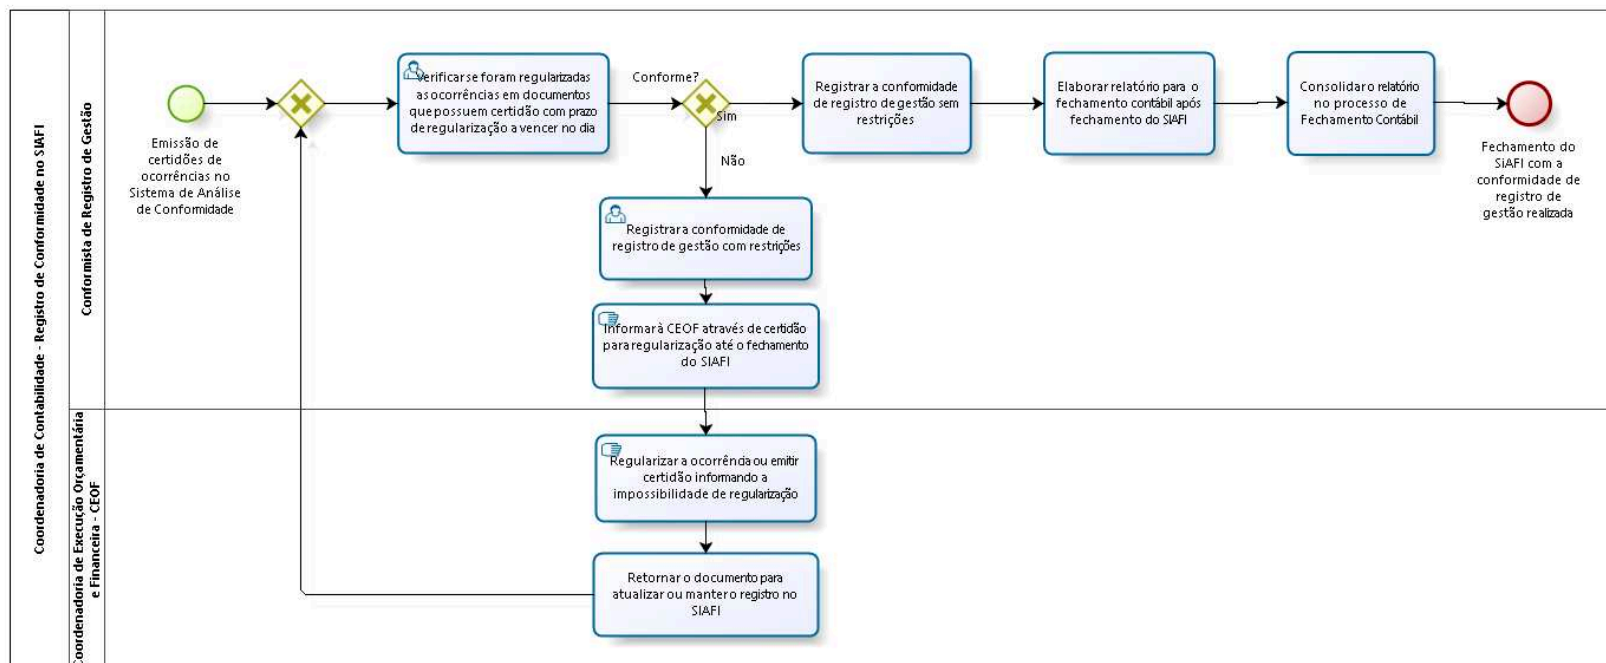 Coordenadoria de Contabilidade - Registro de Conformidade no SIAFI
Conformista de Registro de Gestão
Emissão de
certidões de
ocorrências no
Sistema de Análise
de Conformidade
Verificar se foram regularizadas
as ocorrências em documentos
que possuem certidão com prazo
de regularização a vencer no dia
Conforme?
Sim
Não
Registrar a conformidade
de registro de gestão sem
restrições
Elaborar relatório para o
fechamento contábil após
fechamento do SIAFI
Consolidar o relatório
no processo de
Fechamento Contábil
Fechamento do
SiAFI com a
conformidade de
registro de
gestão realizada
Registrar a conformidade de
registro de gestão com restrições
Informar à CEOF através de certidão
para regularização até o fechamento
do SIAFI
Coordenadoria de Execução Orçamentária
e Financeira - CEOF
Regularizar a ocorrência ou emitir
certidão informando a
impossibilidade de regularização
Retornar o documento para
atualizar ou manter o registro no
SIAFI